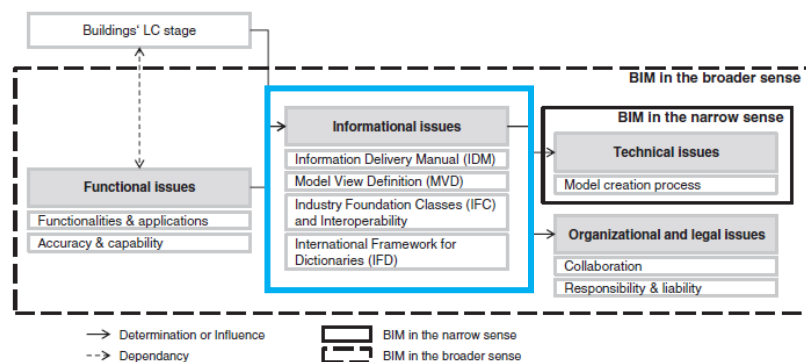 Buildings' LC stage
BIM in the broader sense
BIM in the narrow sense
Informational issues
Information Delivery Manual (IDM)
Model View Definition (MVD)
Industry Foundation Classes (IFC)
and Interoperability
International Framework for
Dictionaries (IFD)
Functional issues
Functionalities & applications
Accuracy & capability
Technical issues
Model creation process
Organizational and legal issues
Collaboration
Responsibility & liability
Determination or Influence
BIM in the narrow sense
Dependancy
BIM in the broader sense